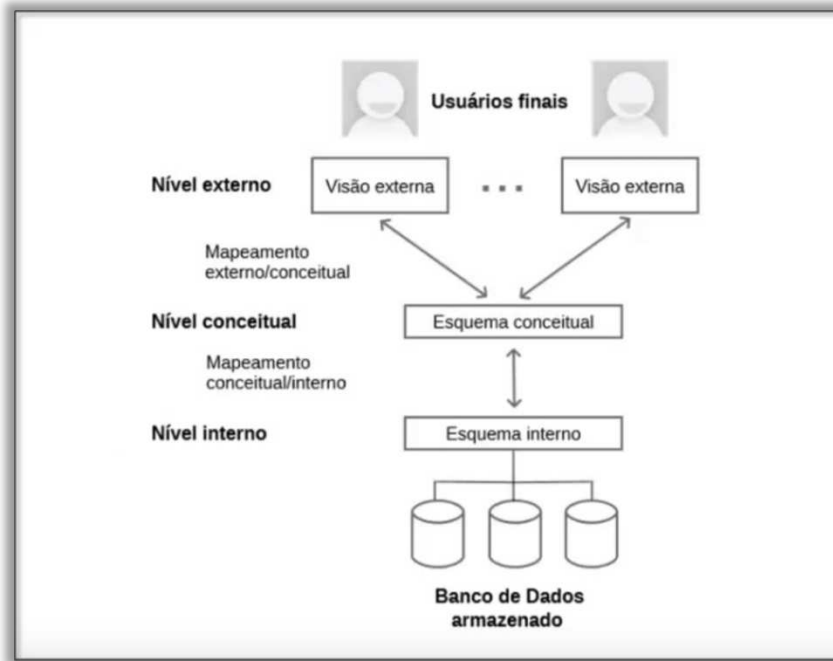 Usuários finais
Nível externo
Visão externa
...
Visão externa
Mapeamento
externo/conceitual
Nível conceitual
Esquema conceitual
Mapeamento
conceitual/interno
Nível interno
Esquema interno
Banco de Dados
armazenado